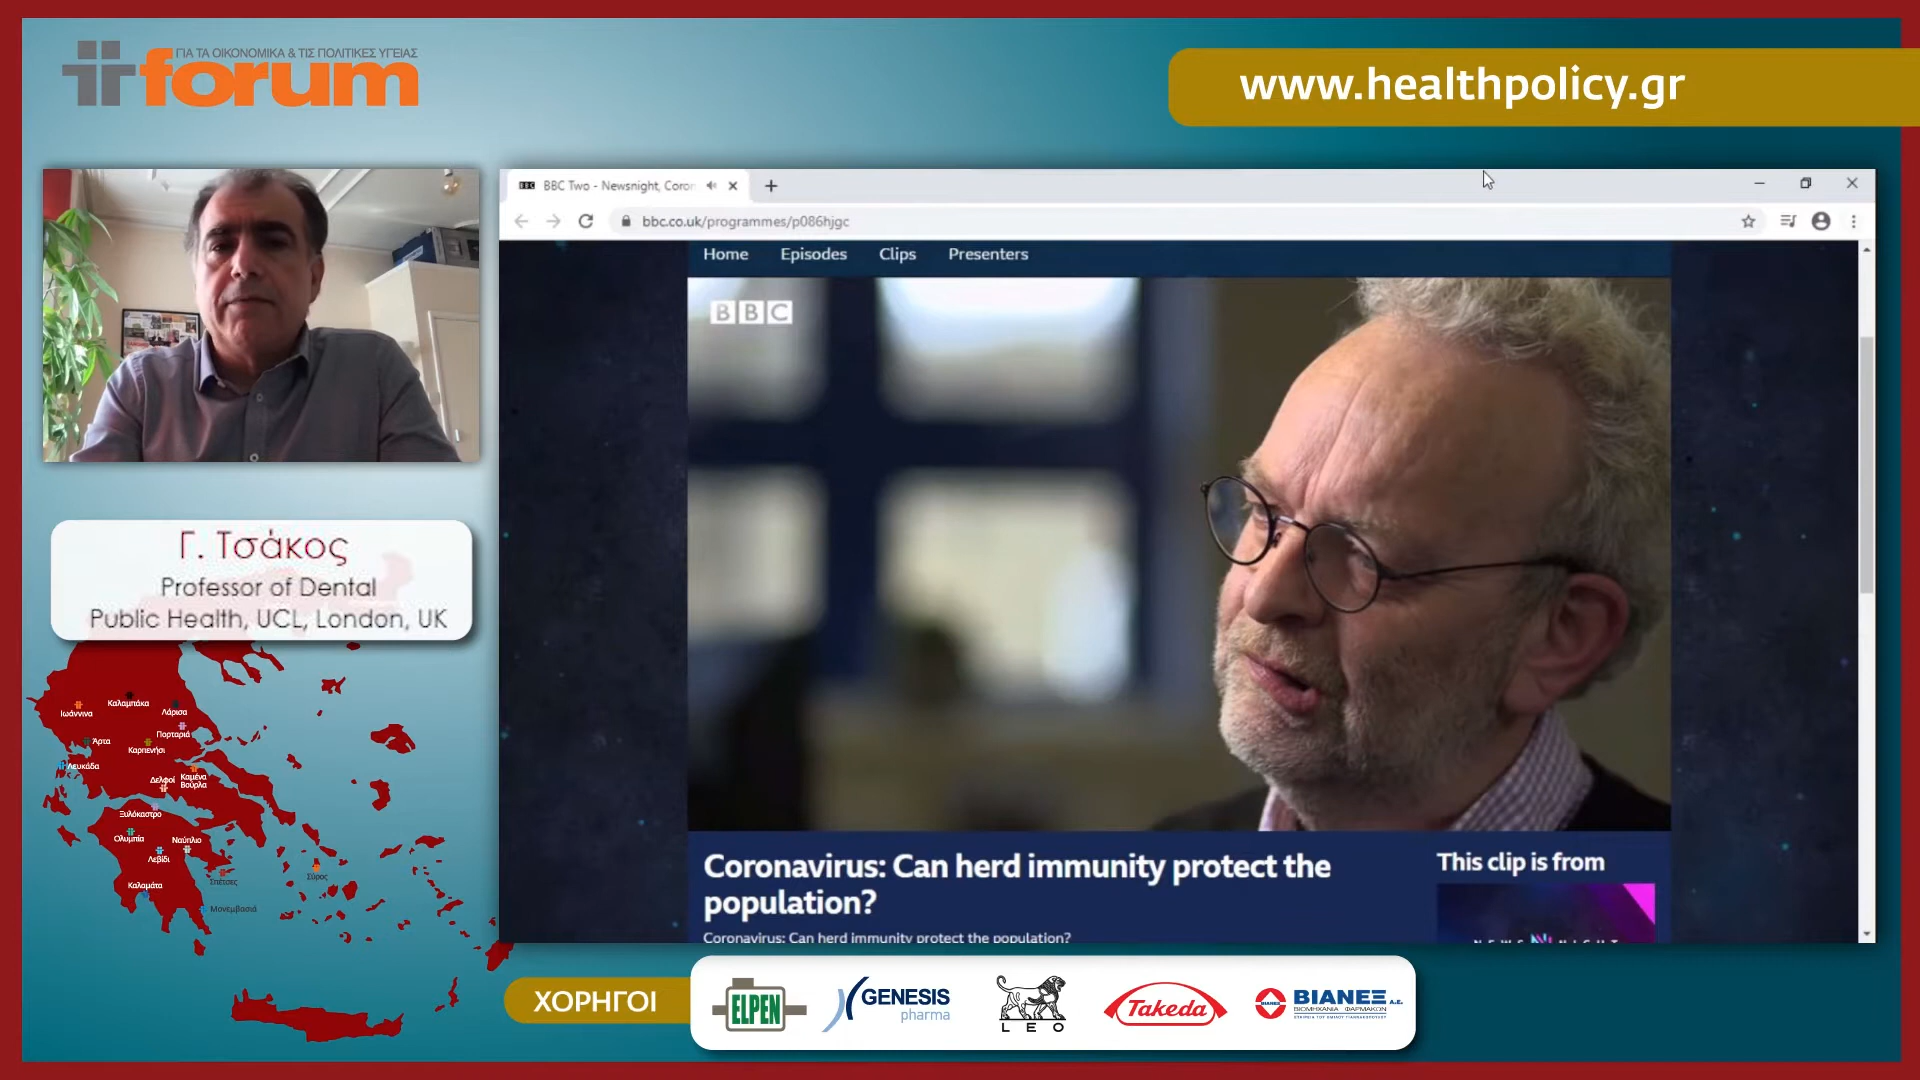 ΓΙΑ ΤΑ ΟΙΚΟΝΟΜΙΚΑ & ΤΙΣ ΠΟΛΙΤΙΚΕΣ ΥΓΕΙΑΣ
forum
www.healthpolicy.gr
BBC Two - Newsnight, Coron
bbc.co.uk/programmes/p086hjgc
Home Episodes Clips Presenters
BBC
Γ. Τσάκος
Professor of Dental
Public Health, UCL, London, UK
Ιωάννινα
Καλαμπάκα
Λάρισα
Πορταριά
Άρτα
Καρπενήσι
Λευκάδα
Δελφοί
Καμένα
Βούρλα
Ξυλόκαστρο
Ολυμπία
Ναύπλιο
Λεβίδι
Σπέτσες
Σύρος
Καλαμάτα
Μονεμβασιά
Coronavirus: Can herd immunity protect the
population?
Coronavirus: Can herd immunity protect the population?
This clip is from
NEWSNIGHT
ΧΟΡΗΓΟΙ
ELPEN
GENESIS
pharma
LEO
Takeda
ΒΙΑΝΕΞ Α.Ε.
ΒΙΟΜΗΧΑΝΙΑ ΦΑΡΜΑΚΩΝ